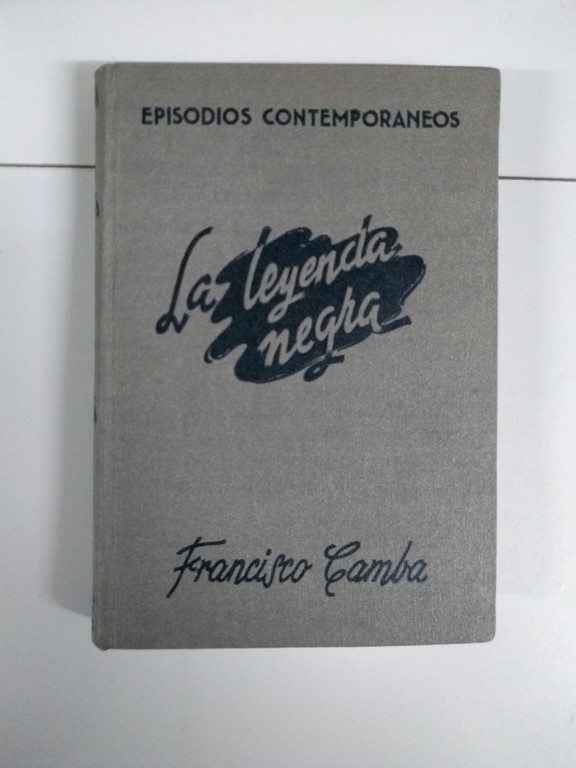 EPISODIOS CONTEMPORANEOS
La leyenda
negra
Francisco Camba